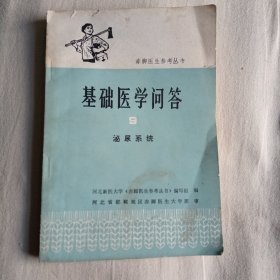 赤脚医生参考丛书
基础医学问答
9
泌尿系统
河北新医大学《赤脚医生参考丛书》编写组 编
河北省邯郸地区赤脚医生大学班 审